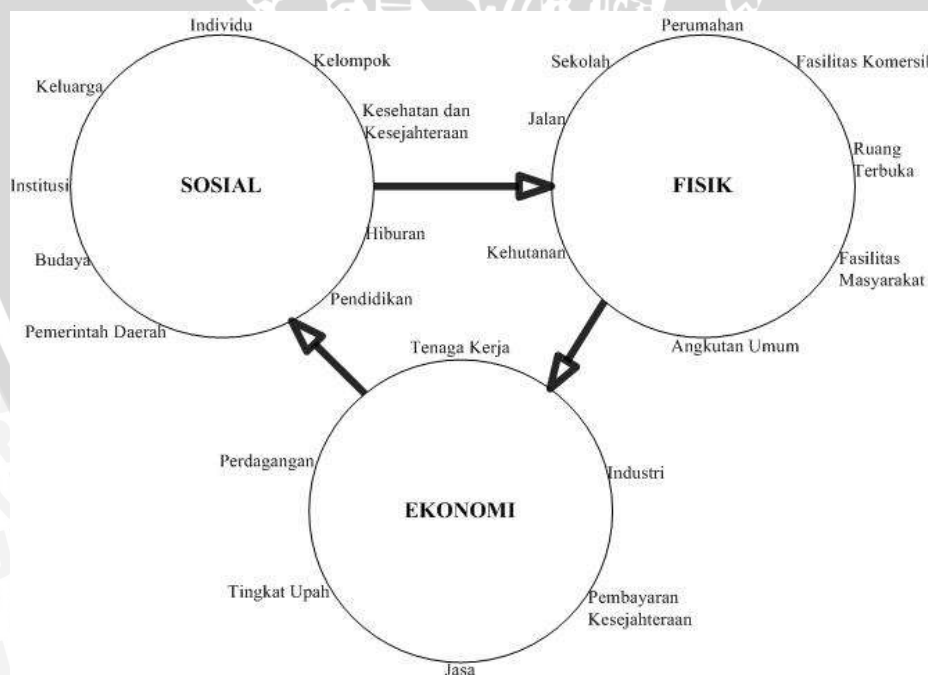 Individu
Kelompok
Keluarga
Kesehatan dan
Kesejahteraan
Institusi
SOSIAL
Hiburan
Budaya
Pendidikan
Pemerintah Daerah
Perumahan
Sekolah
Fasilitas Komersil
Jalan
Ruang
Terbuka
FISIK
Kehutanan
Fasilitas
Masyarakat
Angkutan Umum
Tenaga Kerja
Perdagangan
Industri
EKONOMI
Tingkat Upah
Pembayaran
Kesejahteraan
Jasa